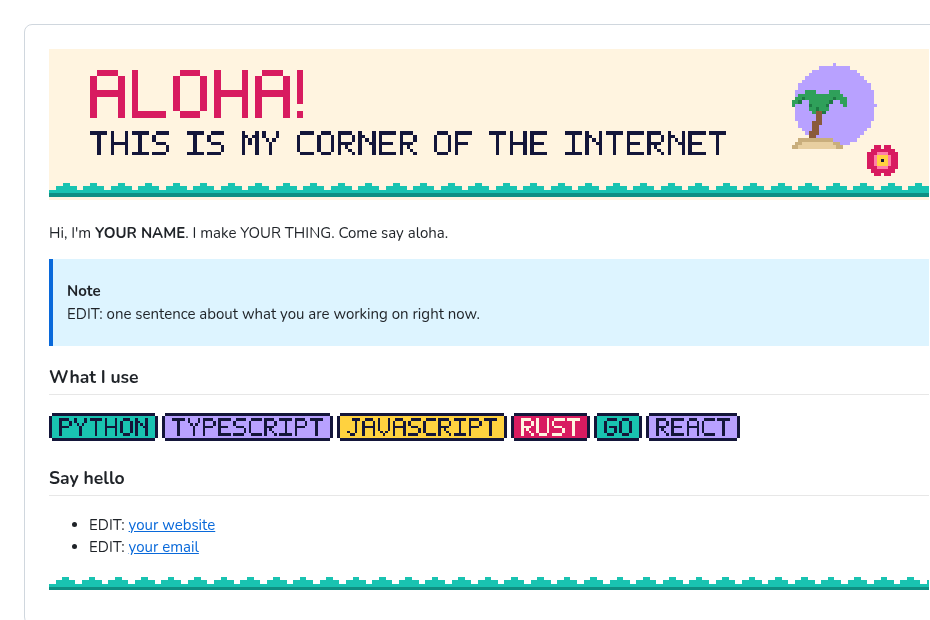 ALOHA!
THIS IS MY CORNER OF THE INTERNET
Hi, I'm YOUR NAME. I make YOUR THING. Come say aloha.
Note
EDIT: one sentence about what you are working on right now.
What I use
PYTHON TYPESCRIPT JAVASCRIPT RUST GO REACT
Say hello
• EDIT: your website
• EDIT: your email